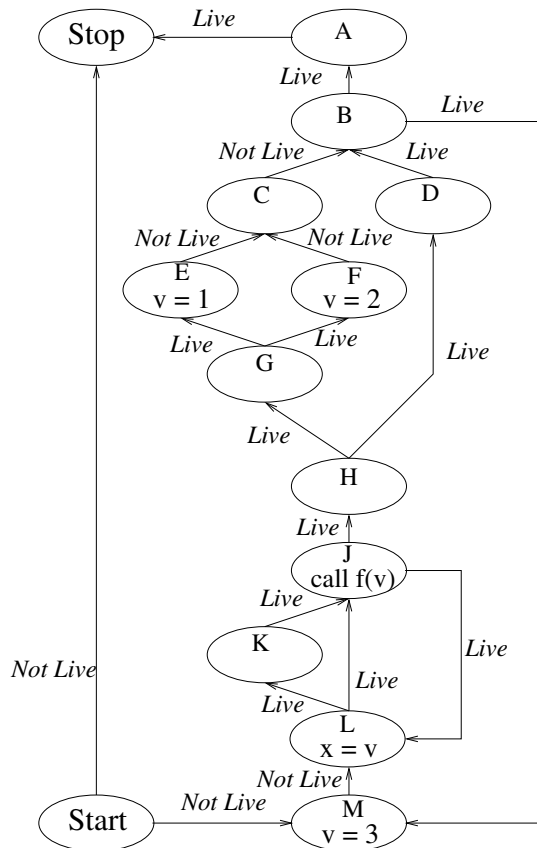 Live
Stop
A
Live
B
Live
Not Live
Live
C
D
Not Live
Not Live
E
v = 1
F
v = 2
Live
Live
G
Live
Live
H
Live
J
call f(v)
Live
K
Not Live
Live
Live
Live
L
x = v
Not Live
Start
Not Live
M
v = 3